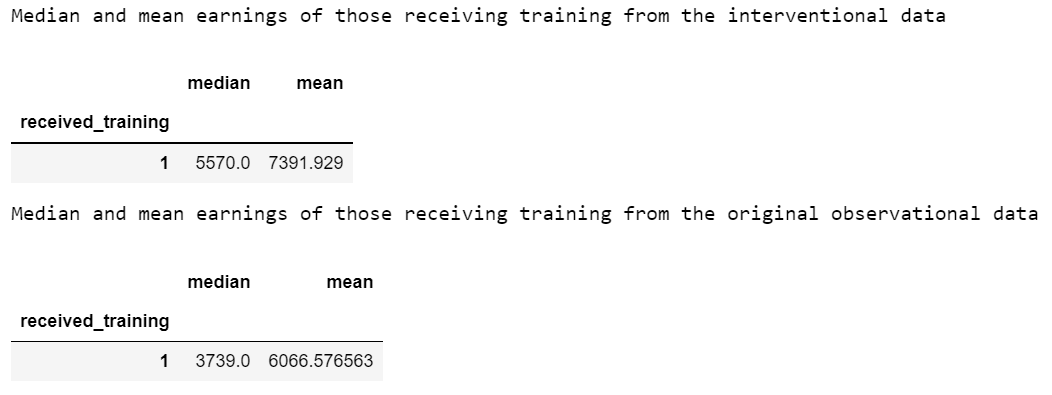 Median and mean earnings of those receiving training from the interventional data
median mean
received_training
1 5570.0 7391.929
Median and mean earnings of those receiving training from the original observational data
median mean
received_training
1 3739.0 6066.576563